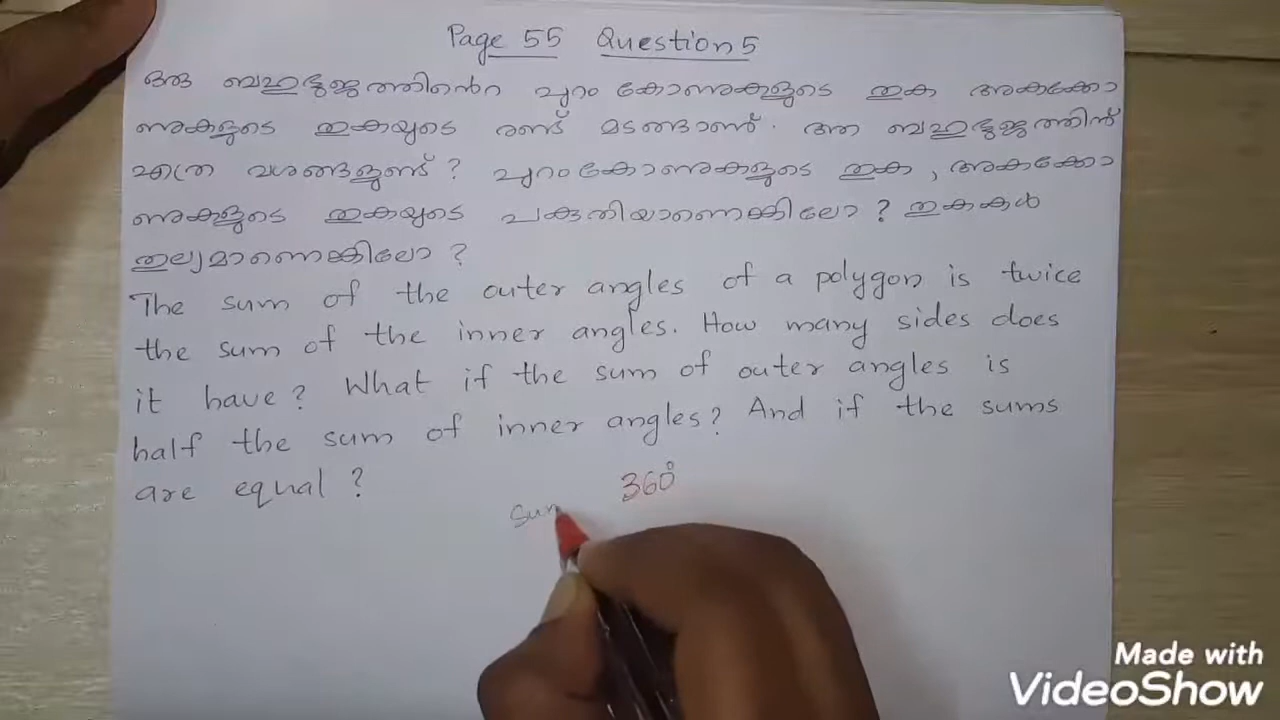 Page 55 Question 5
ഒരു ബഹുഭുജത്തിന്റെ പുറം കോണുകളുടെ തുക അകക്കോ
ണുകളുടെ തുകയുടെ രണ്ട് മടങ്ങാണ്. ആ ബഹുഭുജത്തിന്
എത്ര വശങ്ങളുണ്ട്? പുറംകോണുകളുടെ തുക, അകക്കോ
ണുകളുടെ തുകയുടെ പകുതിയാണെങ്കിലോ? തുകകൾ
തുല്യമാണെങ്കിലോ?
The sum of the outer angles of a polygon is twice
the sum of the inner angles. How many sides does
it have? What if the sum of outer angles is
half the sum of inner angles? And if the sums
are equal?
360°
Sum
Made with
VideoShow